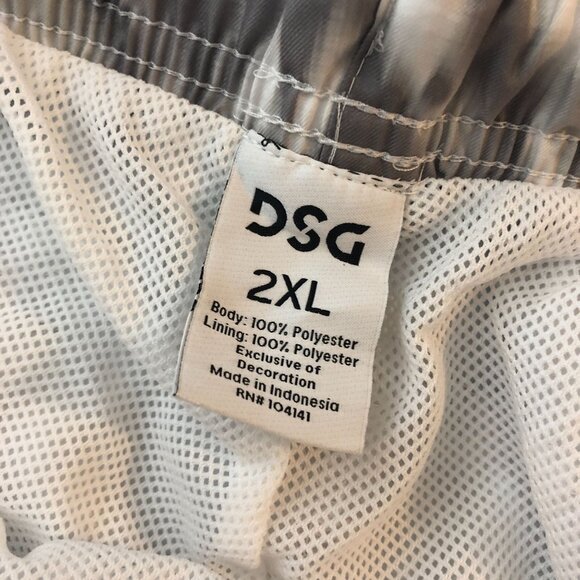 DSG
2XL
Body: 100% Polyester
Lining: 100% Polyester
Exclusive of
Decoration
Made in Indonesia
RN# 104141